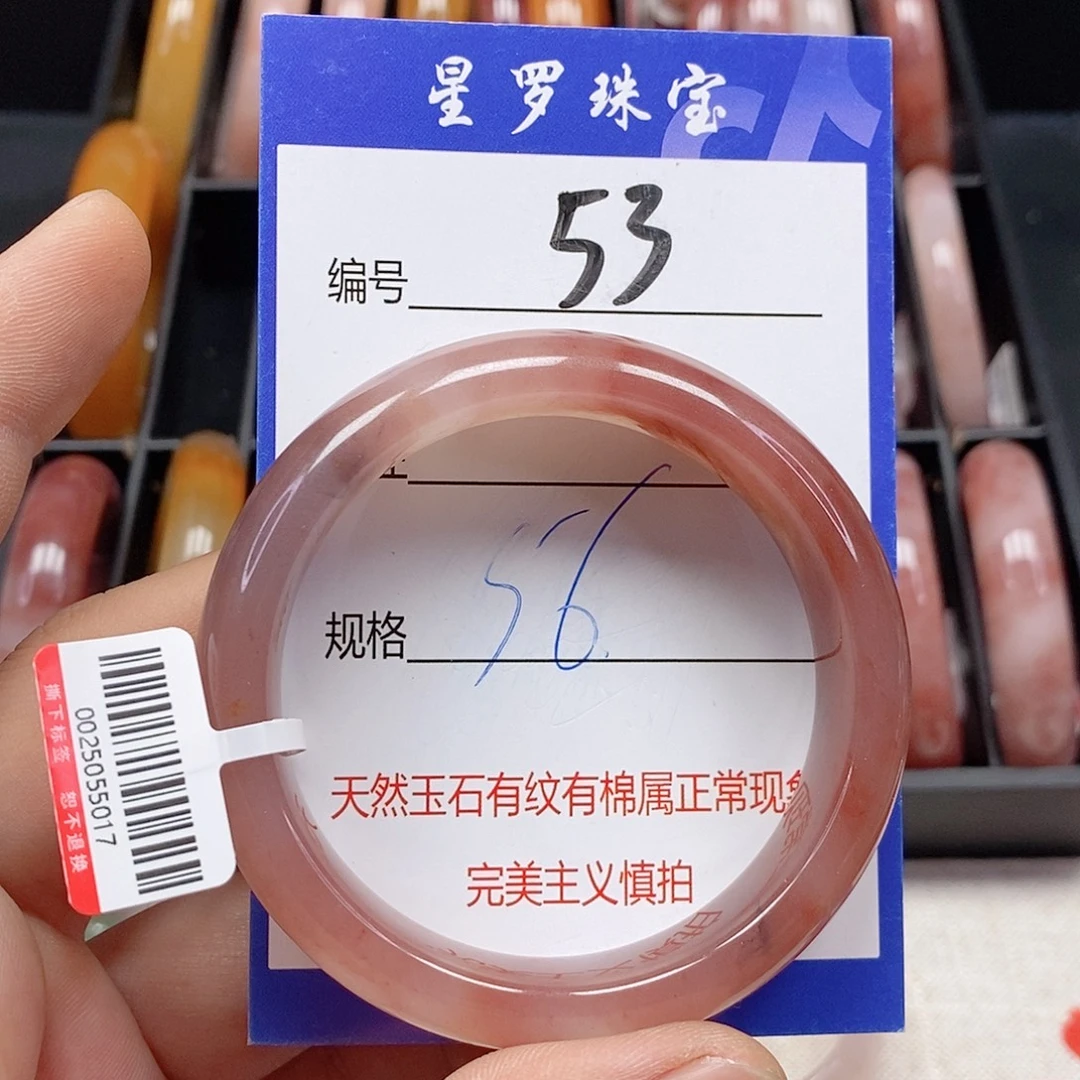 星罗珠宝
编号 53
56
规格
天然玉石有纹有棉属正常现象
完美主义慎拍
撕下标签 恕不退换
00250555017